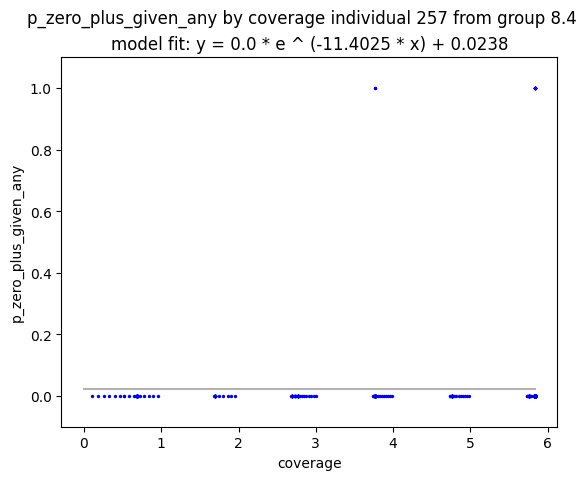 p_zero_plus_given_any by coverage individual 257 from group 8.4
model fit: y = 0.0 * e ^ (-11.4025 * x) + 0.0238
p_zero_plus_given_any
1.0
0.8
0.6
0.4
0.2
0.0
0 1 2 3 4 5 6
coverage